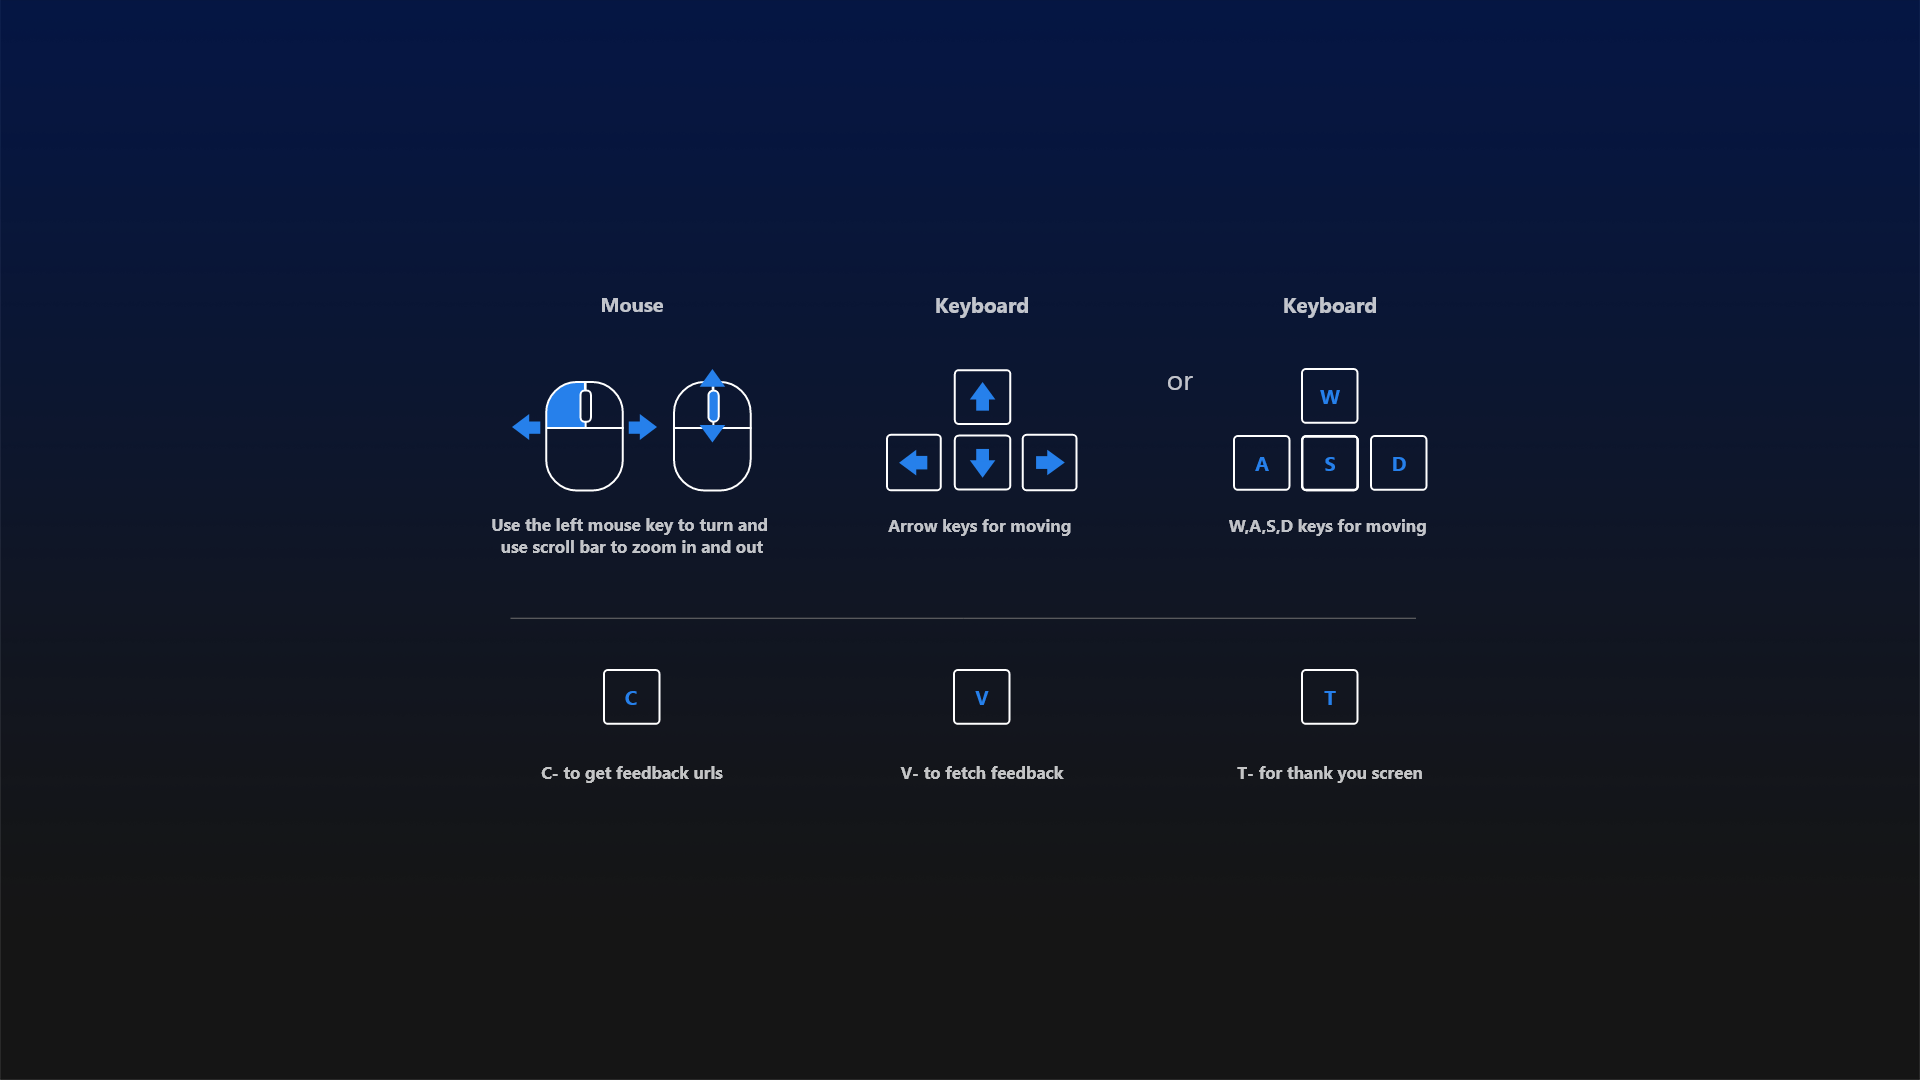 Mouse
Keyboard
Keyboard
or
W
A S D
Use the left mouse key to turn and
use scroll bar to zoom in and out
Arrow keys for moving
W,A,S,D keys for moving
C
V
T
C- to get feedback urls
V- to fetch feedback
T- for thank you screen